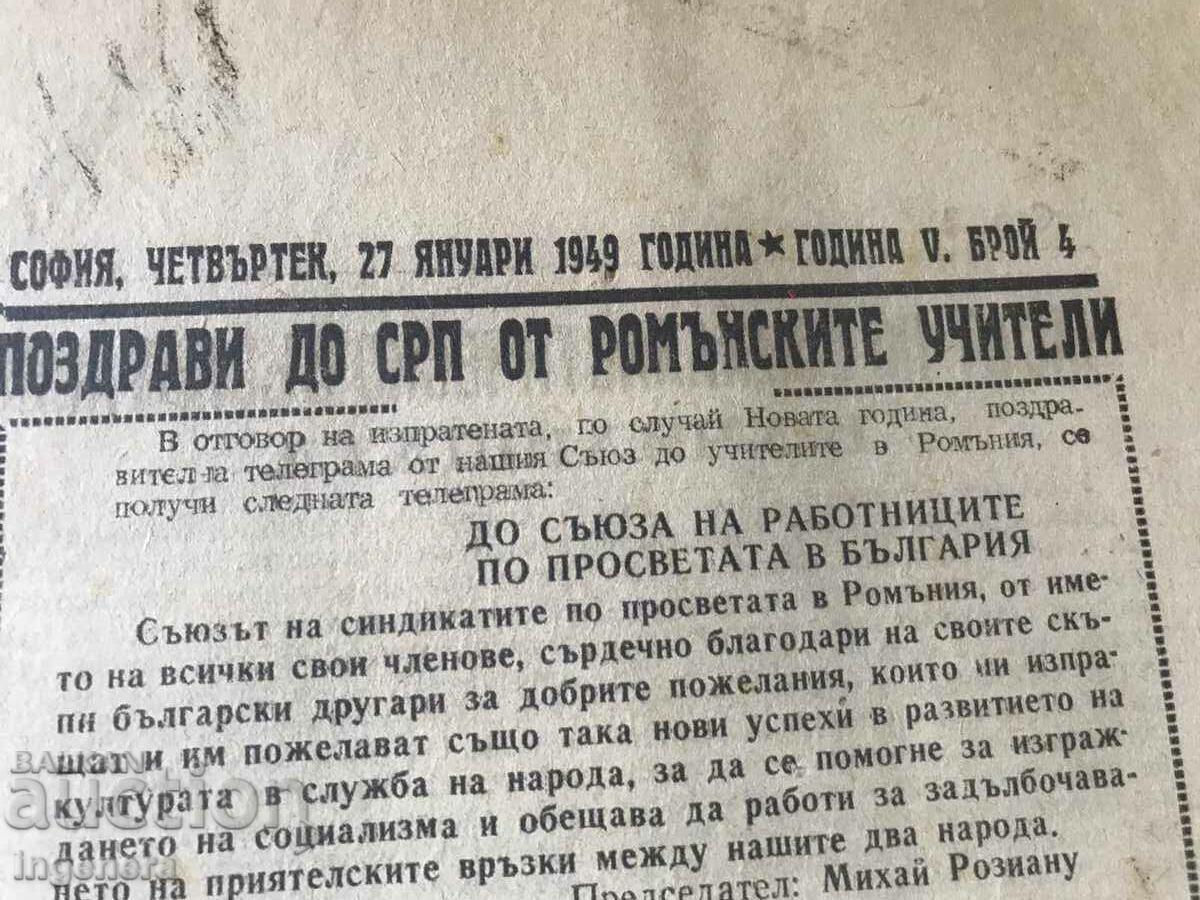 СОФИЯ, ЧЕТВЪРТЕК, 27 ЯНУАРИ 1949 ГОДИНА ★ ГОДИНА V. БРОЙ 4
ПОЗДРАВИ ДО СРП ОТ РОМЪНСКИТЕ УЧИТЕЛИ
В отговор на изпратената, по случай Новата година, поздра-
вителна телеграма от нашия Съюз до учителите в Ромъния, се
получи следната телеграма:
ДО СЪЮЗА НА РАБОТНИЦИТЕ
ПО ПРОСВЕТАТА В БЪЛГАРИЯ
Съюзът на синдикатите по просветата в Ромъния, от име-
то на всички свои членове, сърдечно благодари на своите скъ-
пи български другари за добрите пожелания, които ни изпра-
щат и им пожелават също така нови успехи в развитието на
културата в служба на народа, за да се помогне за изграж-
дането на социализма и обещава да работи за задълбочава-
нето на приятелските връзки между нашите два народа.
Председател: Михай Розиану
BALKAN
auction
Ingenera